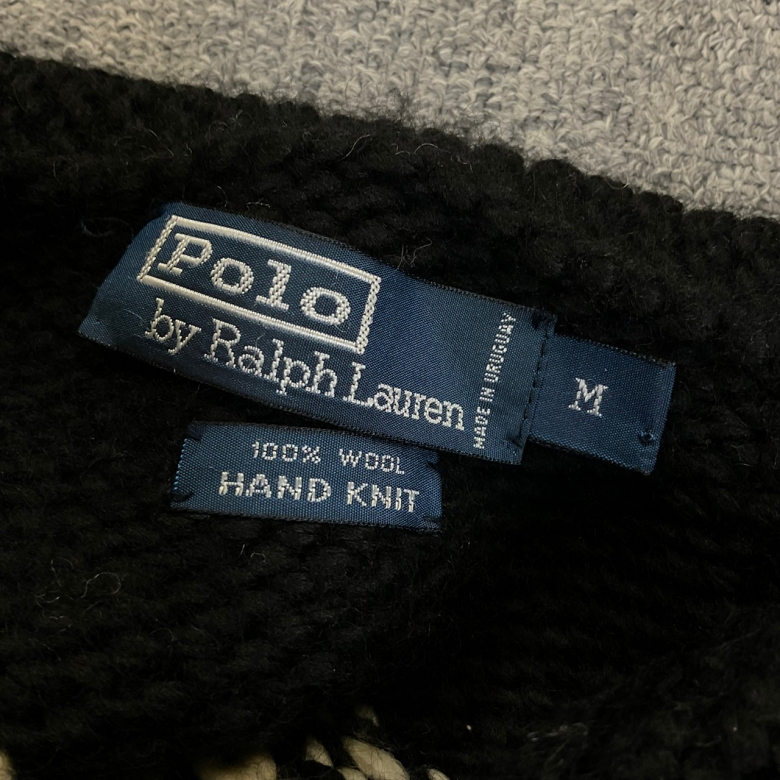 Polo
by Ralph Lauren
MADE IN URUGUAY
M
100% WOOL
HAND KNIT